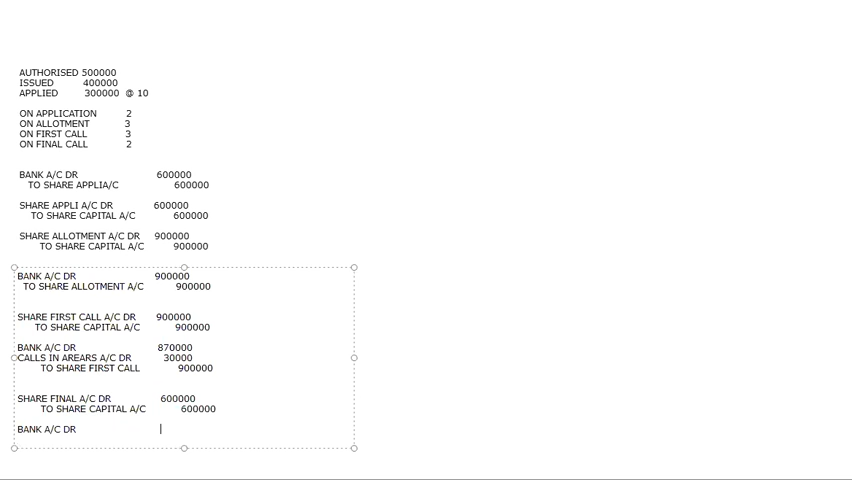 AUTHORISED 500000
ISSUED 400000
APPLIED 300000 @ 10
ON APPLICATION 2
ON ALLOTMENT 3
ON FIRST CALL 3
ON FINAL CALL 2
BANK A/C DR 600000
TO SHARE APPLIA/C 600000
SHARE APPLI A/C DR 600000
TO SHARE CAPITAL A/C 600000
SHARE ALLOTMENT A/C DR 900000
TO SHARE CAPITAL A/C 900000
BANK A/C DR 900000
TO SHARE ALLOTMENT A/C 900000
SHARE FIRST CALL A/C DR 900000
TO SHARE CAPITAL A/C 900000
BANK A/C DR 870000
CALLS IN AREARS A/C DR 30000
TO SHARE FIRST CALL 900000
SHARE FINAL A/C DR 600000
TO SHARE CAPITAL A/C 600000
BANK A/C DR